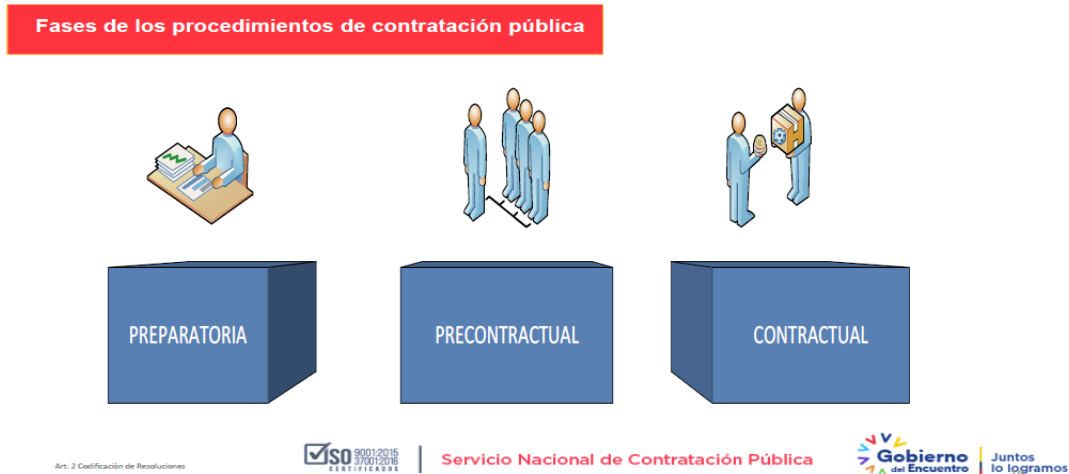 Fases de los procedimientos de contratación pública
PREPARATORIA
PRECONTRACTUAL
CONTRACTUAL
Art. 2 Codificación de Resoluciones
ISO 9001:2015
37001:2016
CERTIFICADOS
Servicio Nacional de Contratación Pública
Gobierno
del Encuentro
Juntos
lo logramos